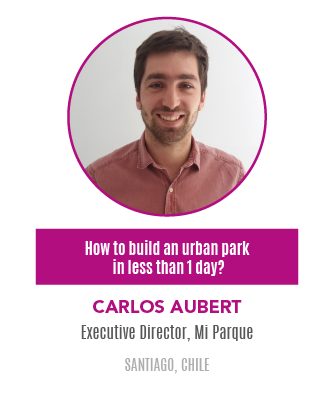 How to build an urban park
in less than 1 day?
CARLOS AUBERT
Executive Director, Mi Parque
SANTIAGO, CHILE